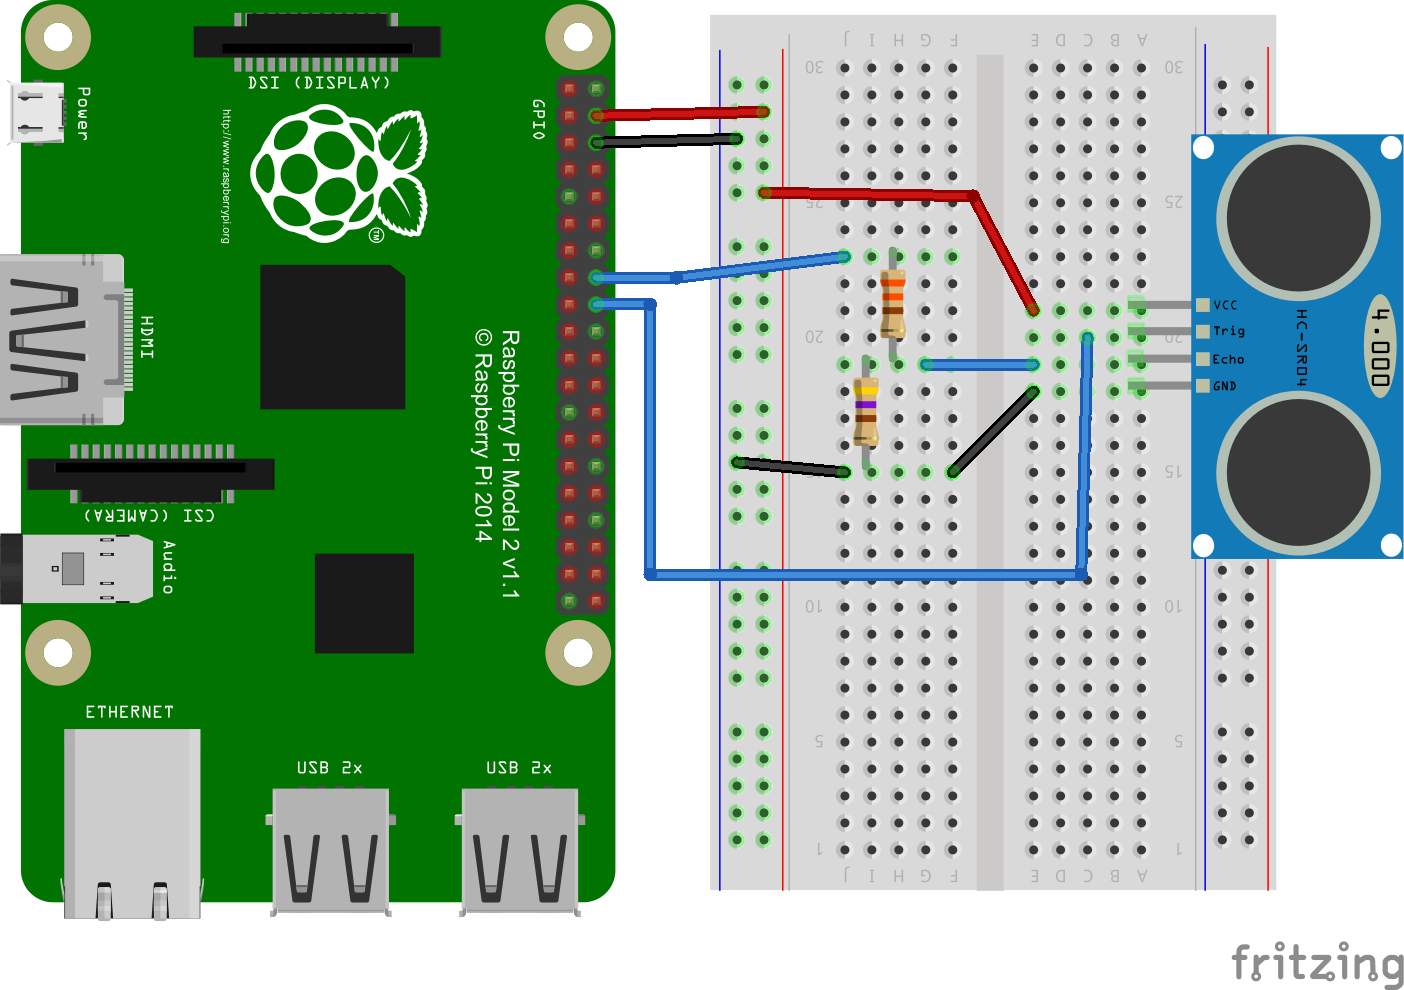 DSI (DISPLAY)
Power
GPIO
http://www.raspberrypi.org
TM
HDMI
Raspberry Pi Model 2 v1.1
© Raspberry Pi 2014
CSI (CAMERA)
Audio
ETHERNET
USB 2x
USB 2x
J I H G F E D C B A
30 30
25 25
20 20
15 15
10 10
5 5
1 1
J I H G F E D C B A
VCC
Trig
Echo
GND
HC-SR04
4.000
fritzing